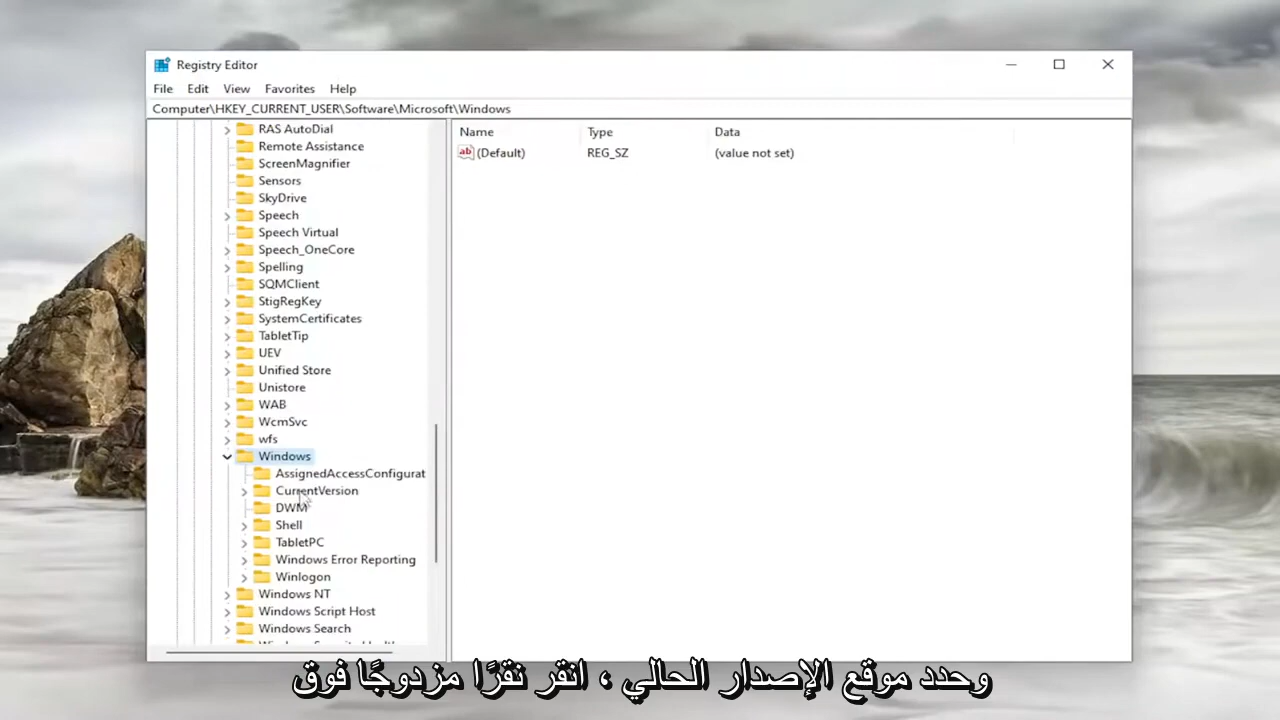 Registry Editor
File Edit View Favorites Help
Computer\HKEY_CURRENT_USER\Software\Microsoft\Windows
Name Type Data
(Default) REG_SZ (value not set)
RAS AutoDial
Remote Assistance
ScreenMagnifier
Sensors
SkyDrive
Speech
Speech Virtual
Speech_OneCore
Spelling
SQMClient
StigRegKey
SystemCertificates
TabletTip
UEV
Unified Store
Unistore
WAB
WcmSvc
wfs
Windows
AssignedAccessConfigurat
CurrentVersion
DWM
Shell
TabletPC
Windows Error Reporting
Winlogon
Windows NT
Windows Script Host
Windows Search
وحدد موقع الإصدار الحالي ، انقر نقرًا مزدوجًا فوق